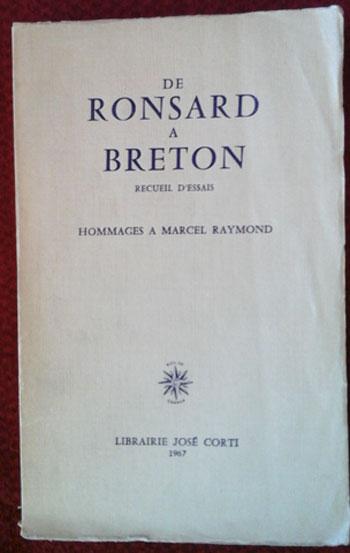 DE
RONSARD
A
BRETON
RECUEIL D'ESSAIS
HOMMAGES A MARCEL RAYMOND
LIBRAIRIE JOSÉ CORTI
1967